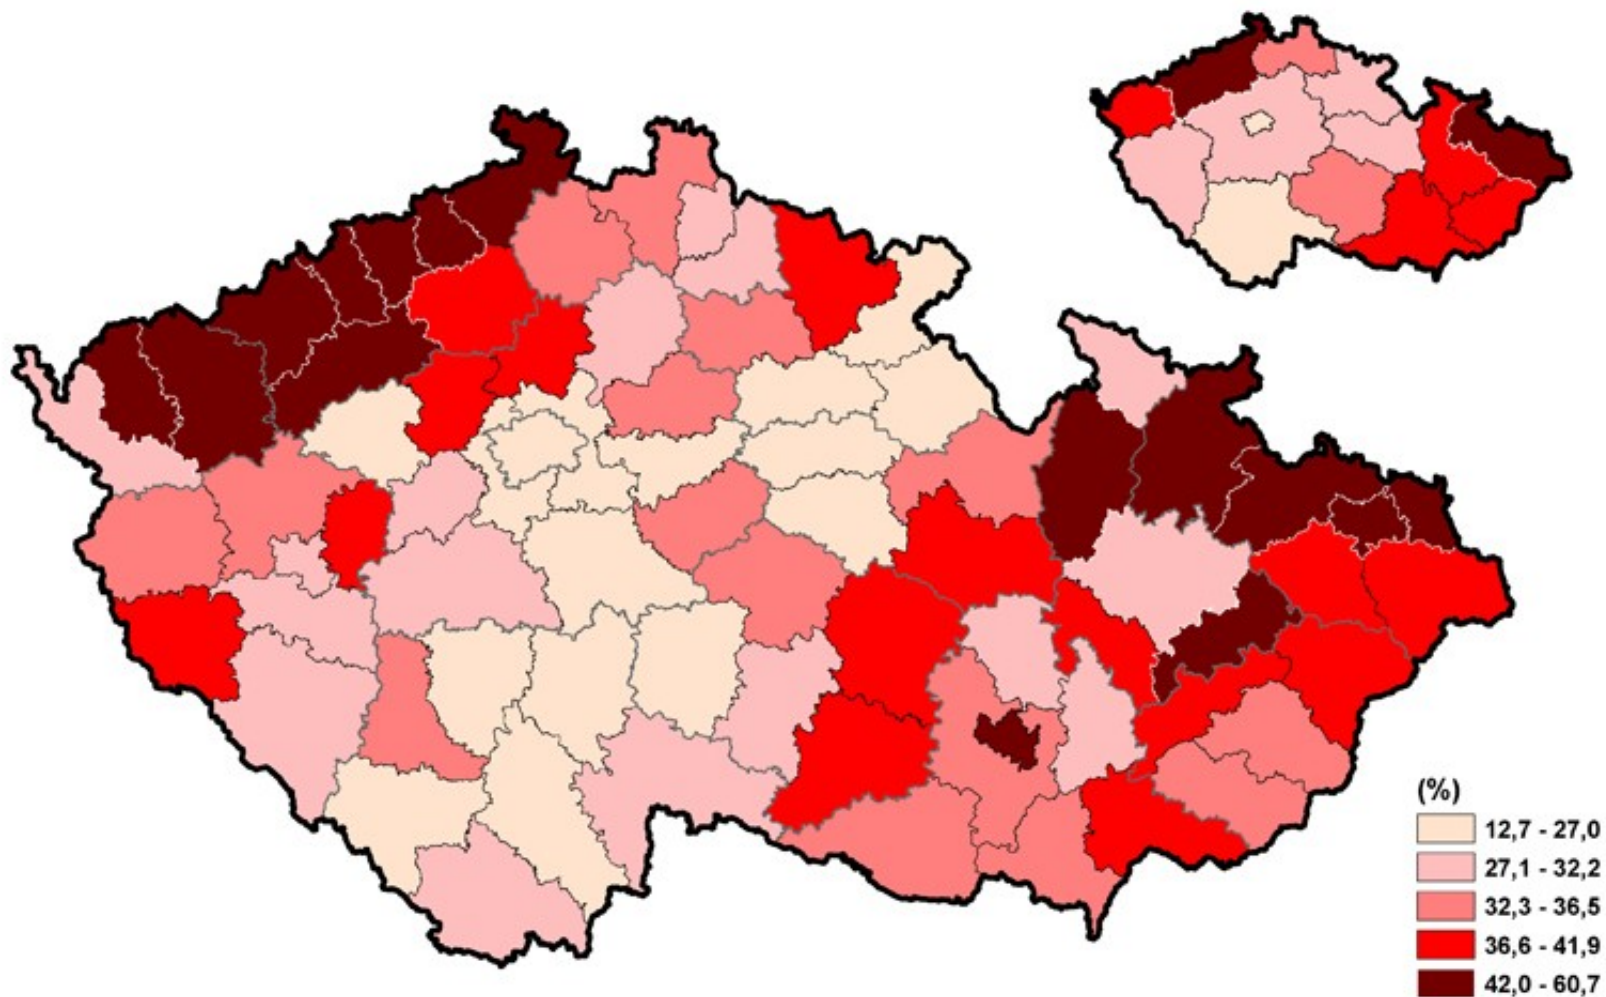 (%)
12,7 - 27,0
27,1 - 32,2
32,3 - 36,5
36,6 - 41,9
42,0 - 60,7